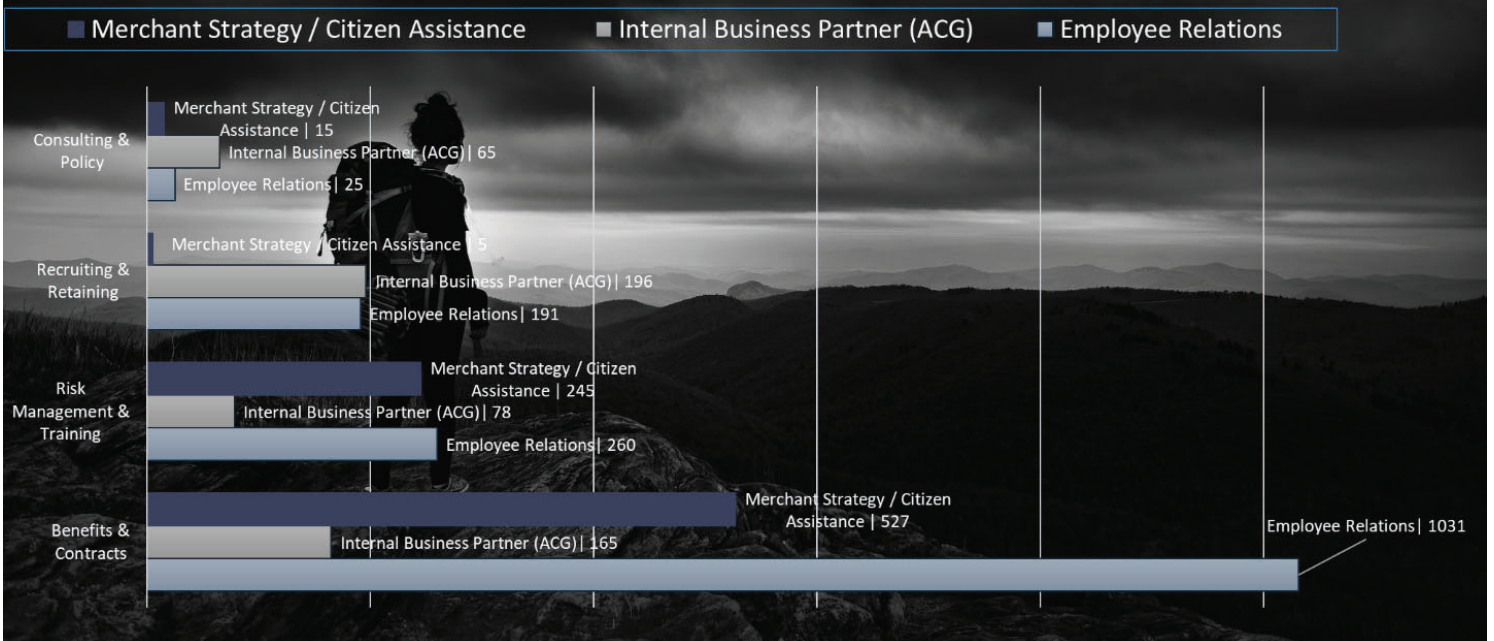 Merchant Strategy / Citizen Assistance
Internal Business Partner (ACG)
Employee Relations
Consulting &
Policy
Merchant Strategy / Citizen
Assistance | 15
Internal Business Partner (ACG)| 65
Employee Relations| 25
Recruiting &
Retaining
Merchant Strategy / Citizen Assistance | 5
Internal Business Partner (ACG)| 196
Employee Relations| 191
Risk
Management &
Training
Merchant Strategy / Citizen
Assistance | 245
Internal Business Partner (ACG)| 78
Employee Relations| 260
Benefits &
Contracts
Merchant Strategy / Citizen
Assistance | 527
Internal Business Partner (ACG)| 165
Employee Relations| 1031